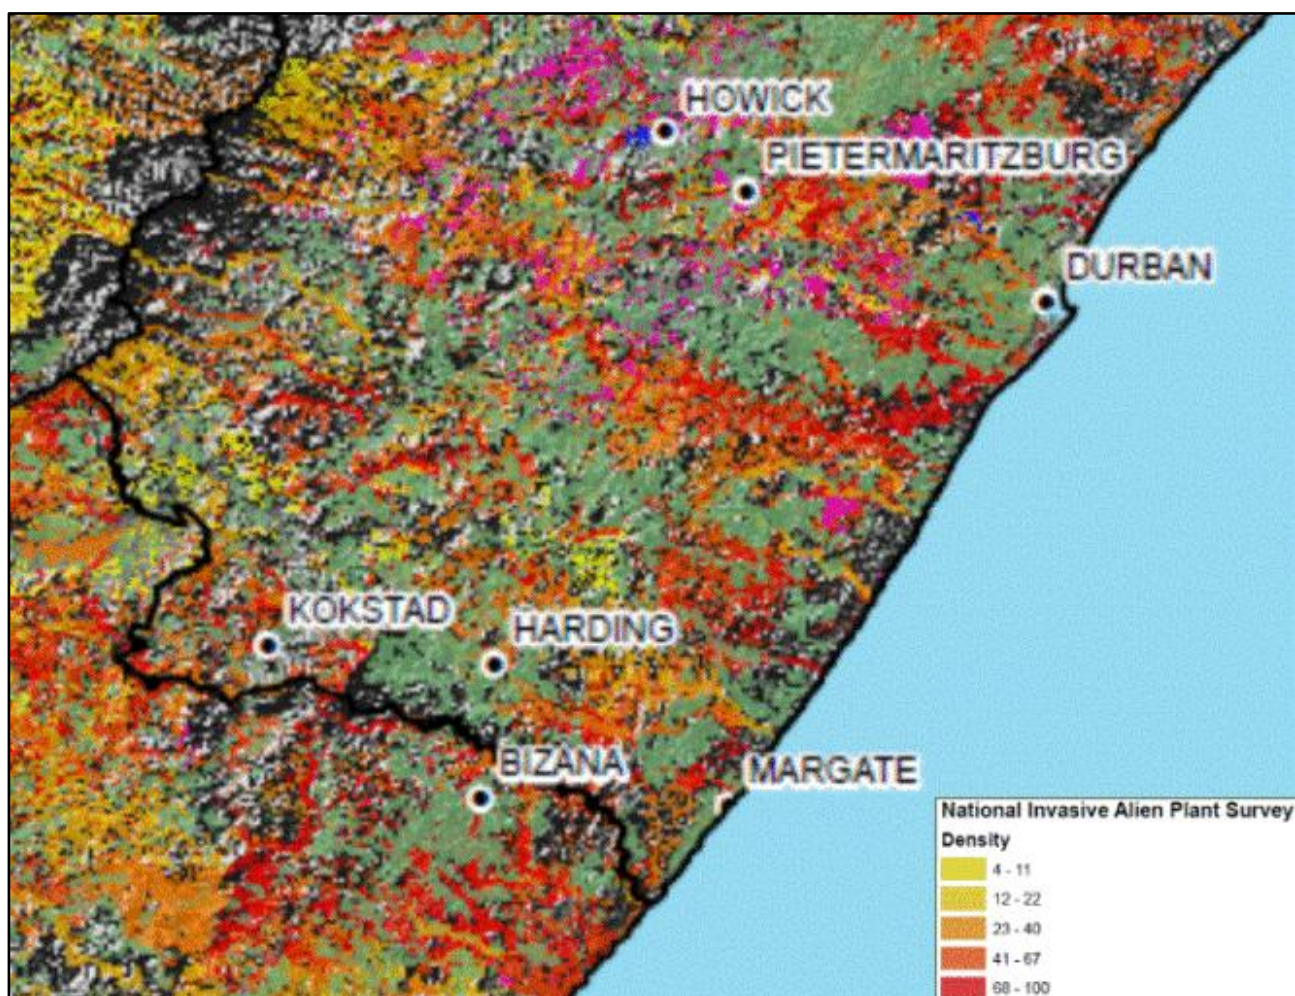 HOWICK
PIETERMARITZBURG
DURBAN
KOKSTAD
HARDING
BIZANA
MARGATE
National Invasive Alien Plant Survey
Density
4 - 11
12 - 22
23 - 40
41 - 67
68 - 100